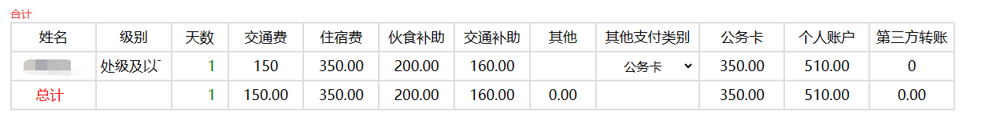 合计
姓名 级别 天数 交通费 住宿费 伙食补助 交通补助 其他 其他支付类别 公务卡 个人账户 第三方转账
处级及以 1 150 350.00 200.00 160.00 公务卡 350.00 510.00 0
总计 1 150.00 350.00 200.00 160.00 0.00 350.00 510.00 0.00